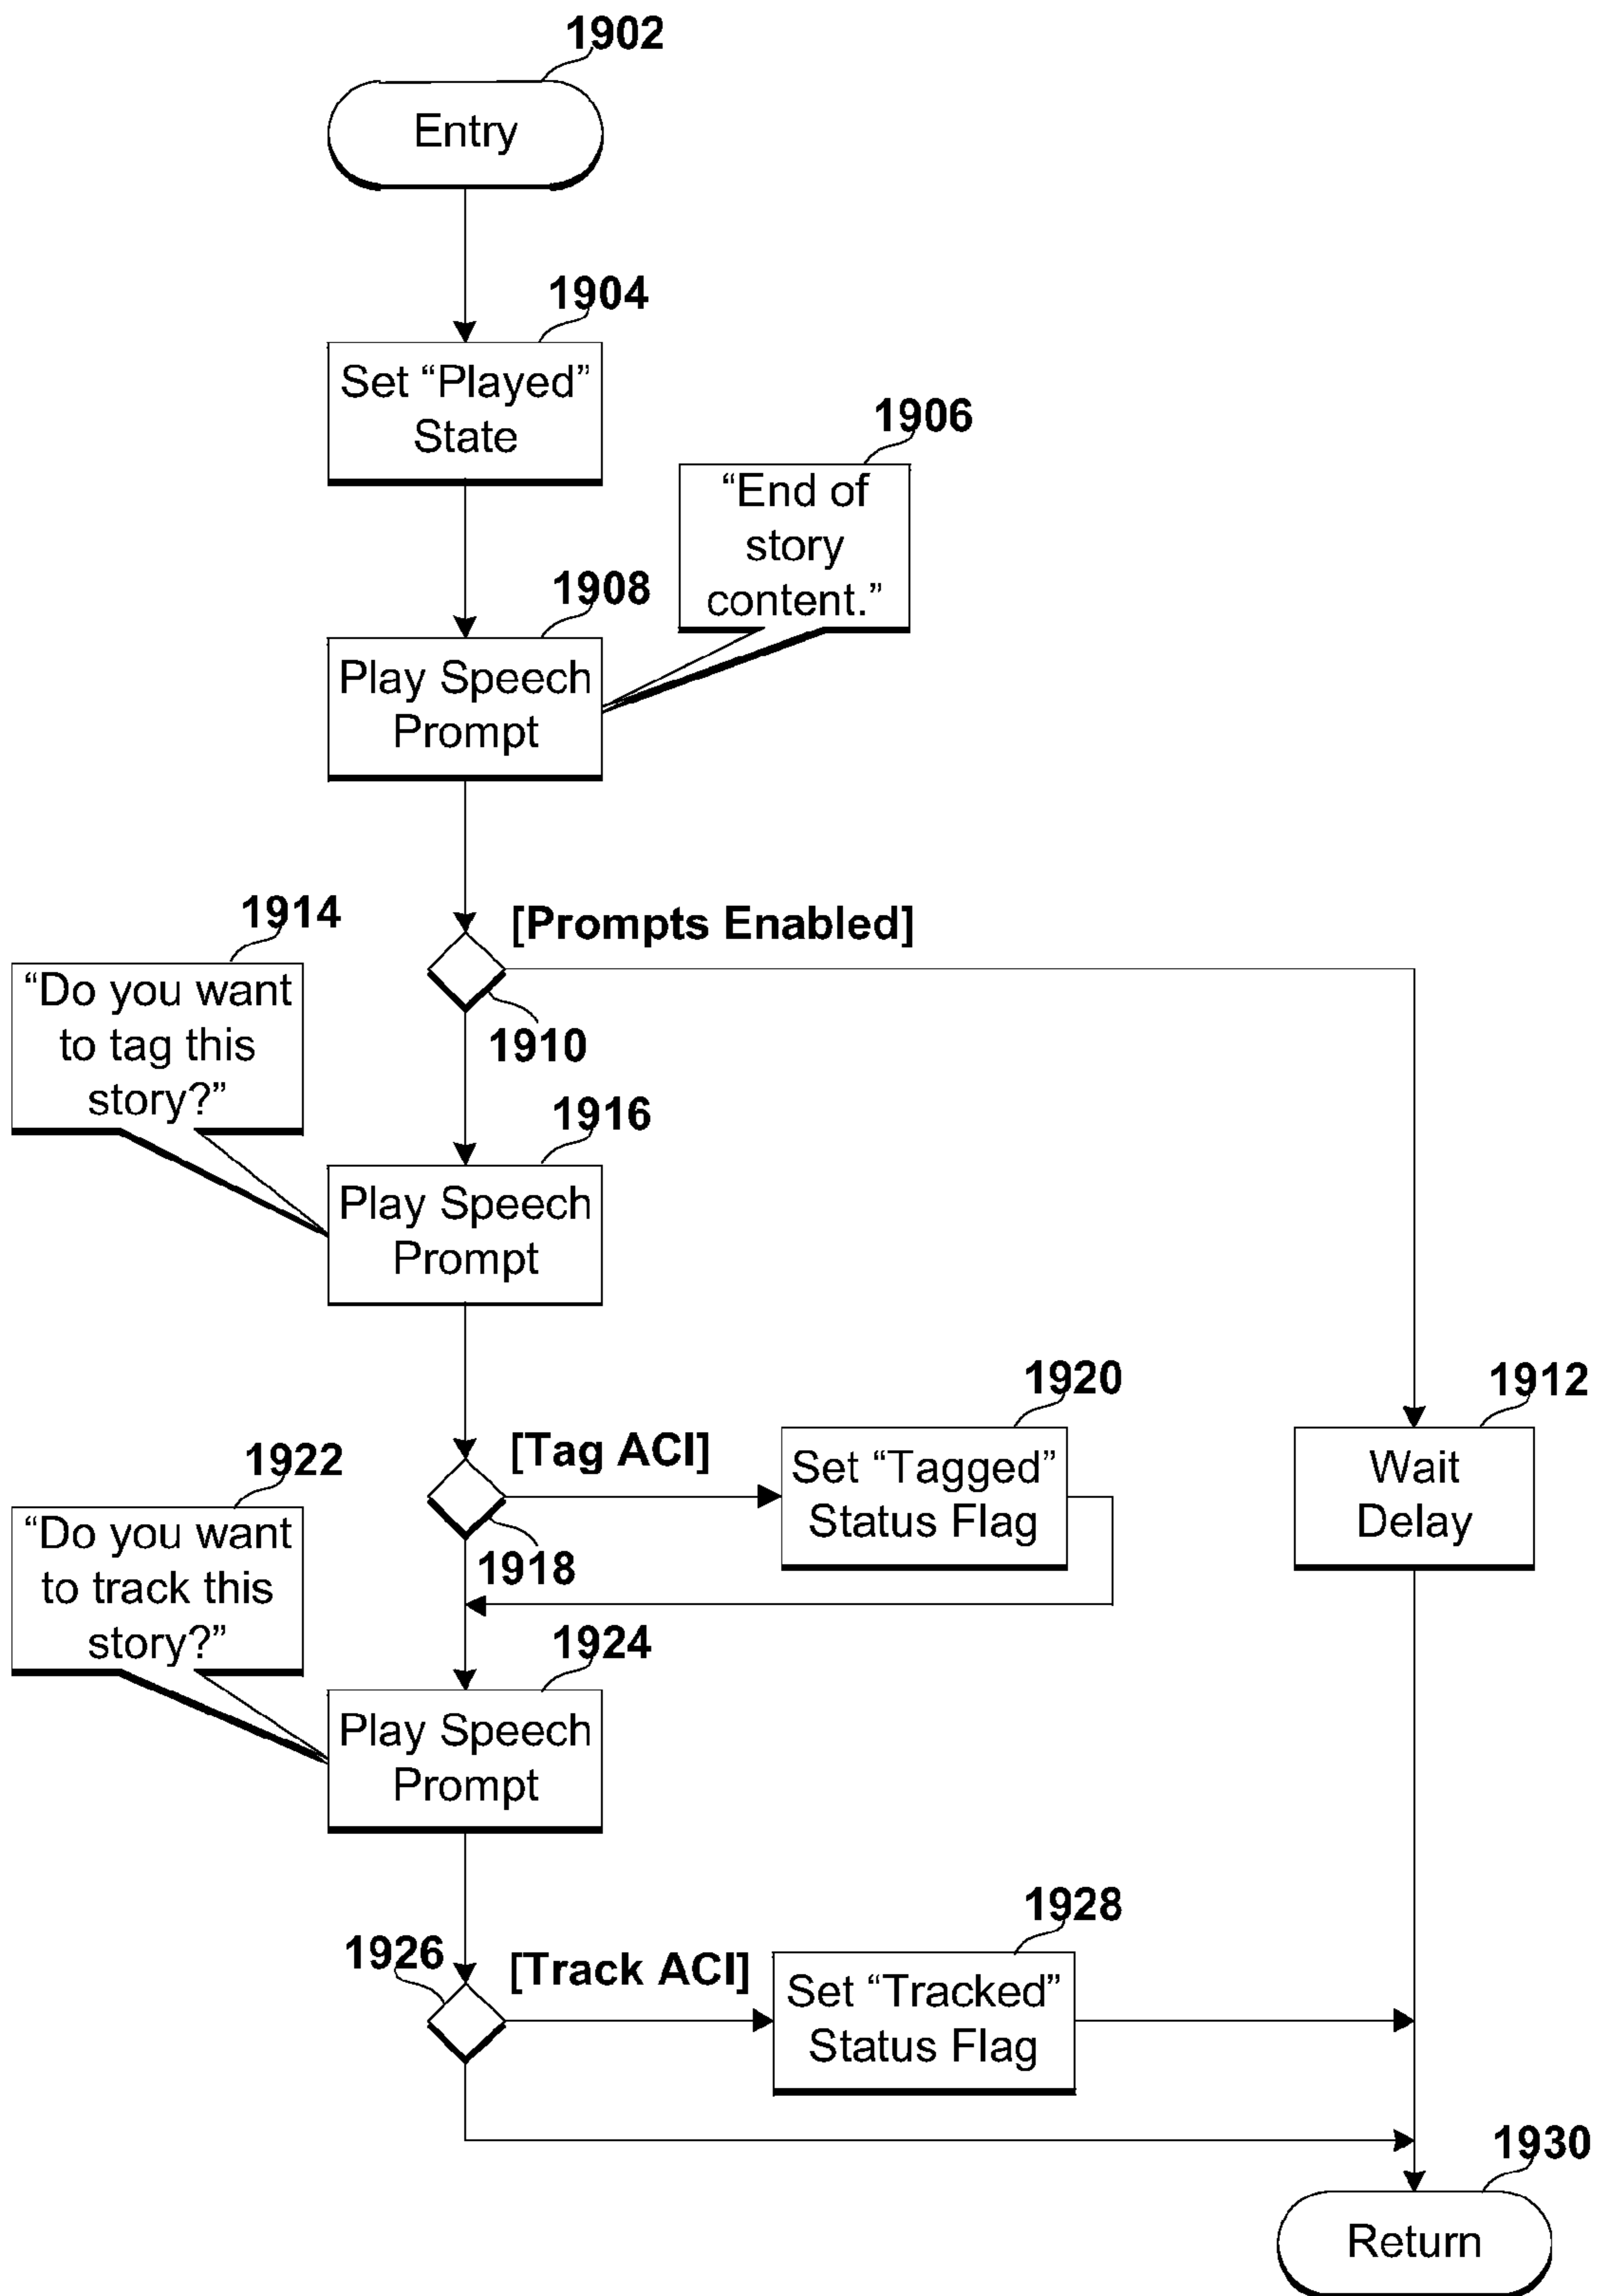 1902
Entry
1904
Set “Played”
State
1906
“End of
story
content.”
1908
Play Speech
Prompt
[Prompts Enabled]
1910
1914
“Do you want
to tag this
story?”
1916
Play Speech
Prompt
1912
Wait
Delay
[Tag ACI]
1918
1920
Set “Tagged”
Status Flag
1922
“Do you want
to track this
story?”
1924
Play Speech
Prompt
1926
[Track ACI]
1928
Set “Tracked”
Status Flag
1930
Return